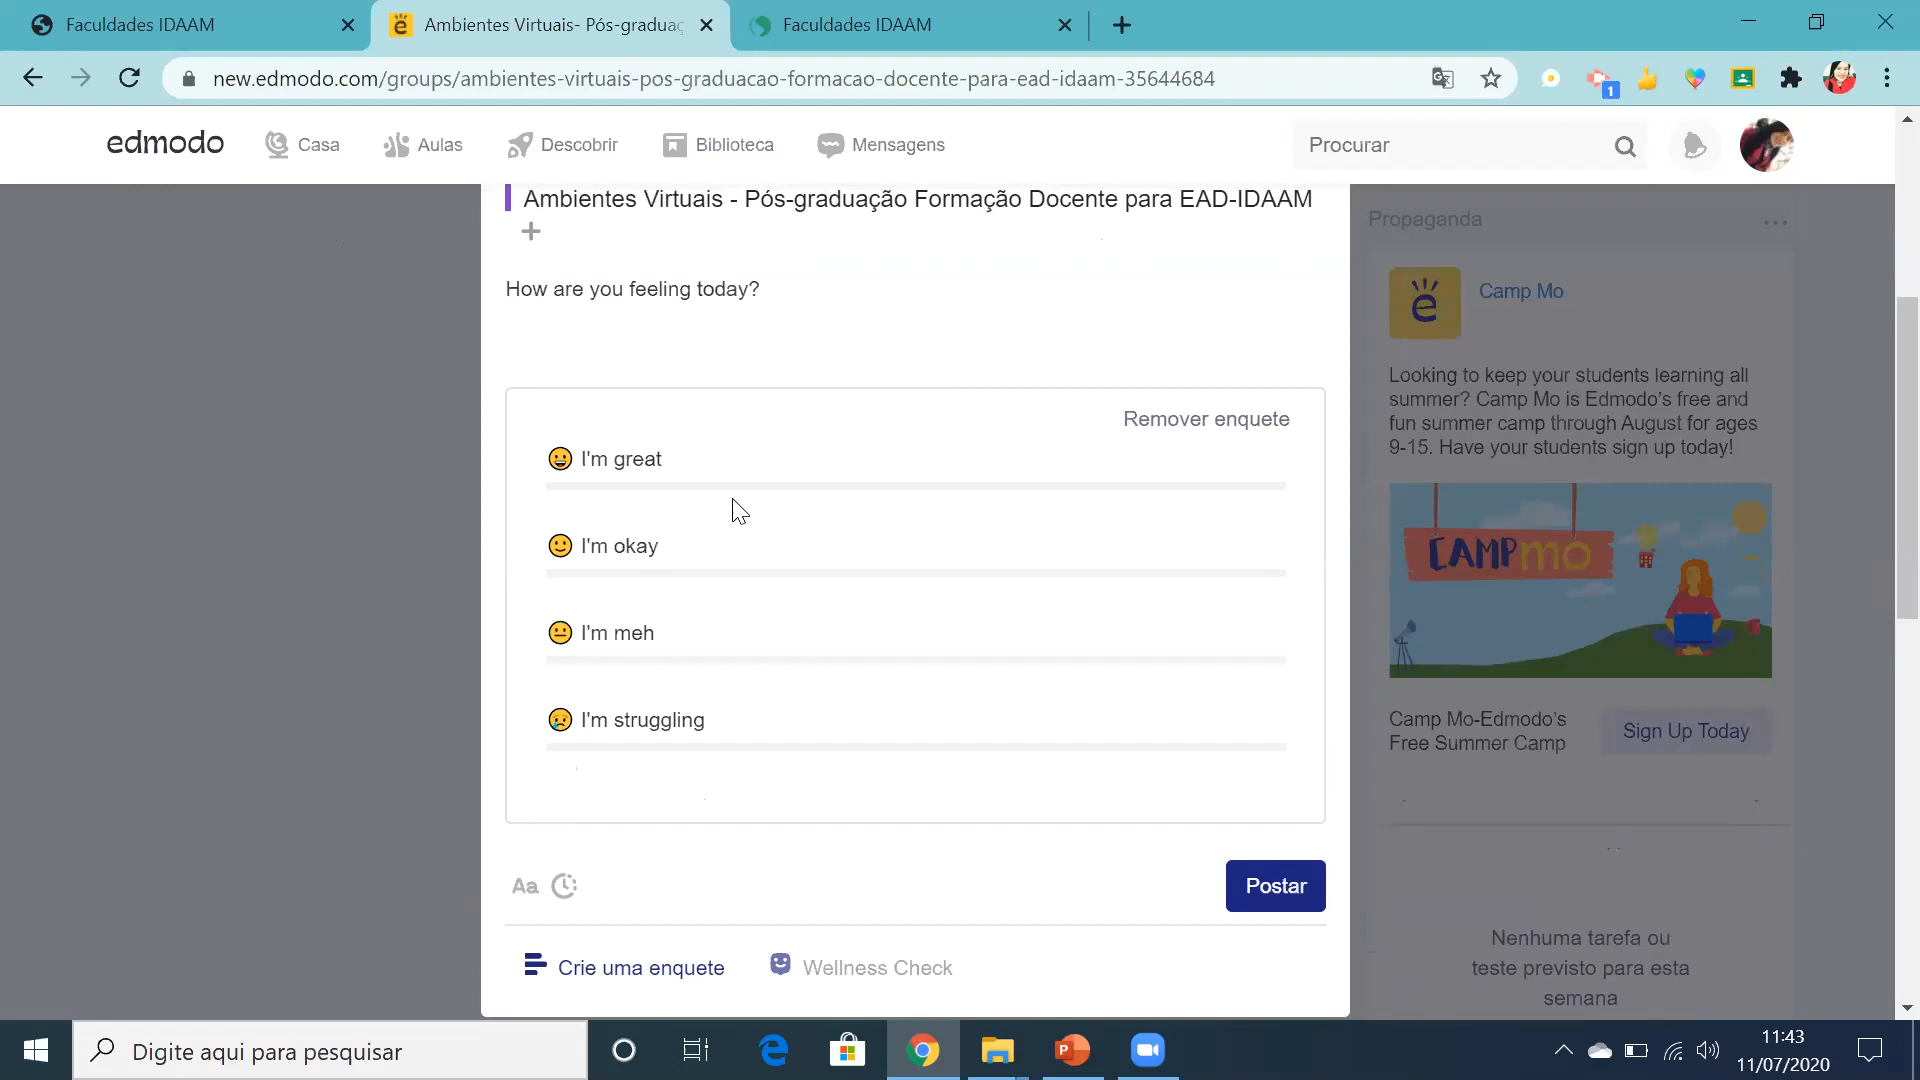 Faculdades IDAAM
Ambientes Virtuais- Pós-graduaç
Faculdades IDAAM
new.edmodo.com/groups/ambientes-virtuais-pos-graduacao-formacao-docente-para-ead-idaam-35644684
1
edmodo
Casa
Aulas
Descobrir
Biblioteca
Mensagens
Procurar
Ambientes Virtuais - Pós-graduação Formação Docente para EAD-IDAAM
How are you feeling today?
Remover enquete
I'm great
I'm okay
I'm meh
I'm struggling
Aa
Postar
Crie uma enquete
Wellness Check
Propaganda
Camp Mo
Looking to keep your students learning all
summer? Camp Mo is Edmodo’s free and
fun summer camp through August for ages
9-15. Have your students sign up today!
CAMP mo
Camp Mo-Edmodo’s
Free Summer Camp
Sign Up Today
Nenhuma tarefa ou
teste previsto para esta
semana
Digite aqui para pesquisar
11:43
11/07/2020